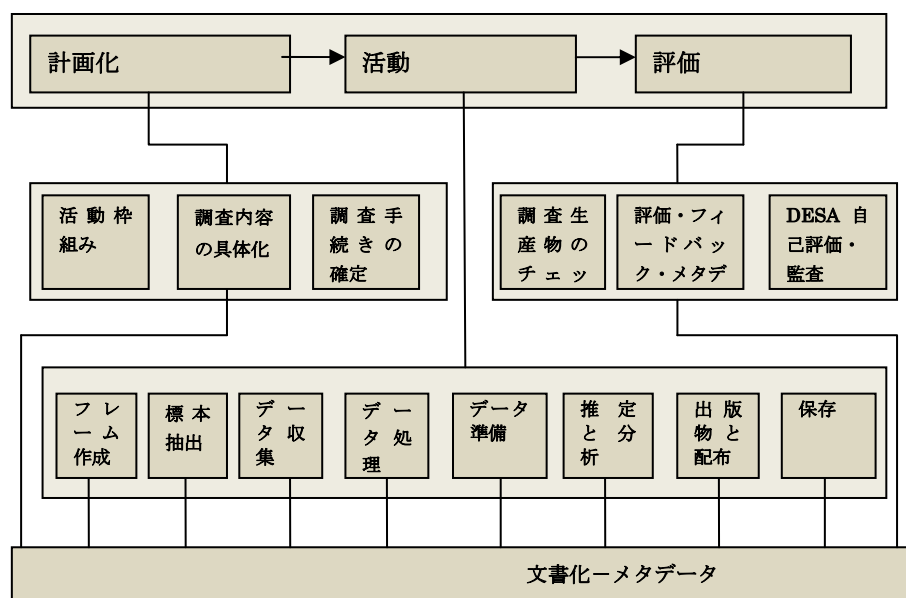 計画化
活動
評価
活動枠
組み
調査内容
の具体化
調査手
続きの
確定
調査生
産物の
チェッ
評価・フィ
ードバッ
ク・メタデ
DESA 自
己評価・
監査
フレ
ーム
作成
標本
抽出
デー
タ収
集
デー
タ処
理
データ
準備
推定
と分
析
出版
物と
配布
保存
文書化－メタデータ